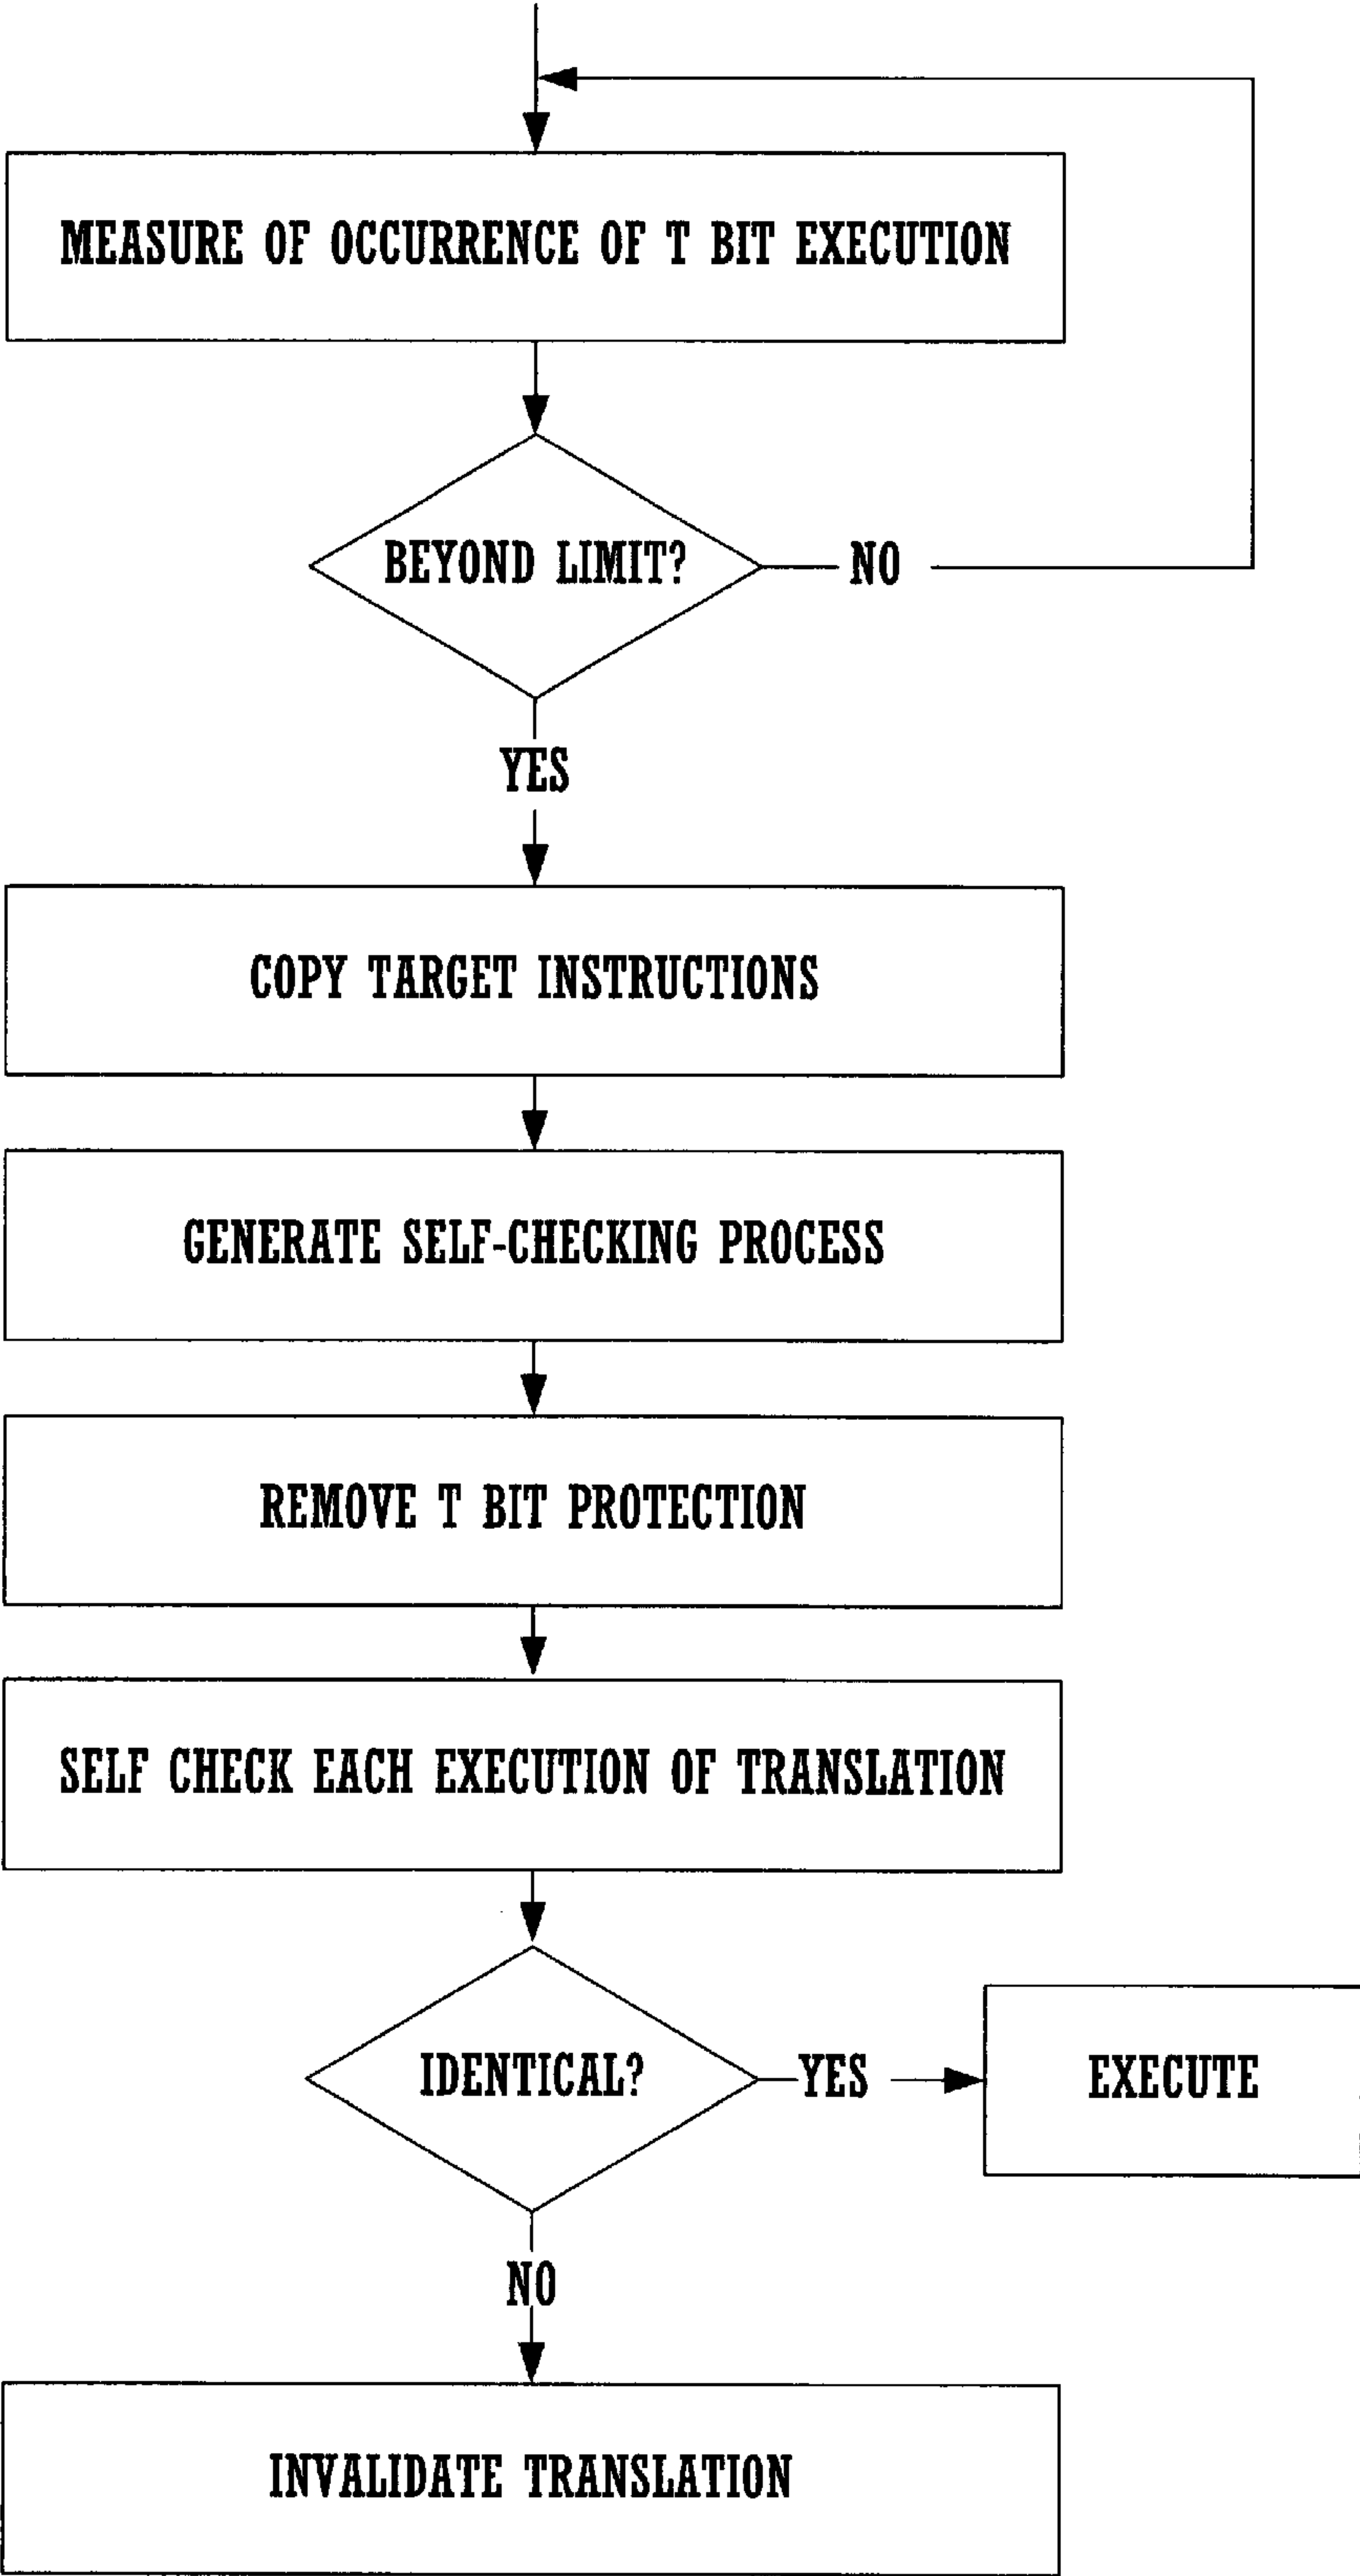 MEASURE OF OCCURRENCE OF T BIT EXECUTION
BEYOND LIMIT?
NO
YES
COPY TARGET INSTRUCTIONS
GENERATE SELF-CHECKING PROCESS
REMOVE T BIT PROTECTION
SELF CHECK EACH EXECUTION OF TRANSLATION
IDENTICAL?
YES
EXECUTE
NO
INVALIDATE TRANSLATION